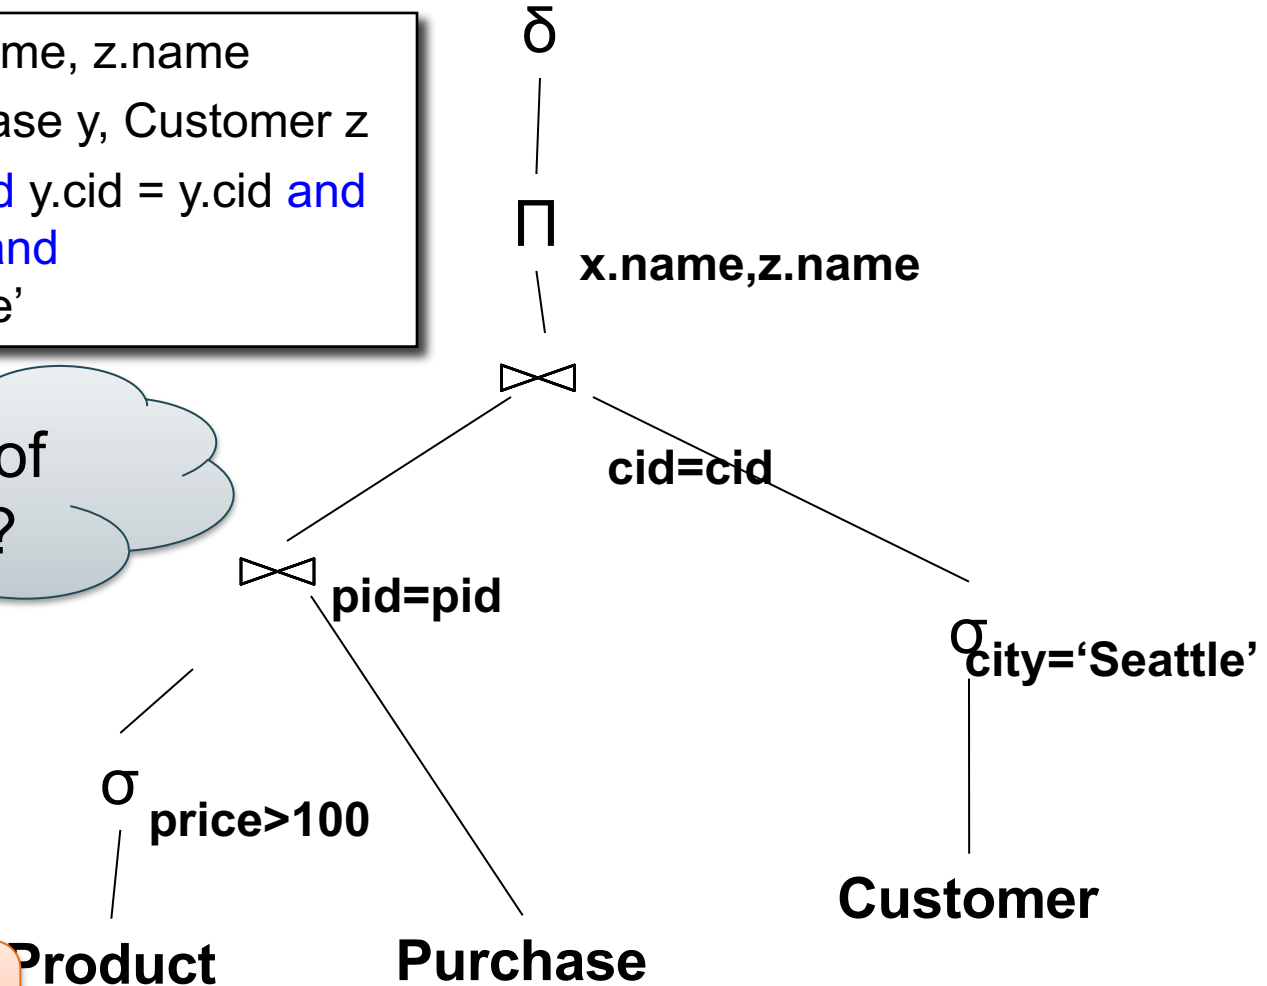 me, z.name
ase y, Customer z
d y.cid = y.cid and
and
e’
of
?
δ
Π
x.name,z.name
cid=cid
pid=pid
σ
city=‘Seattle’
σ
price>100
Customer
Product
Purchase